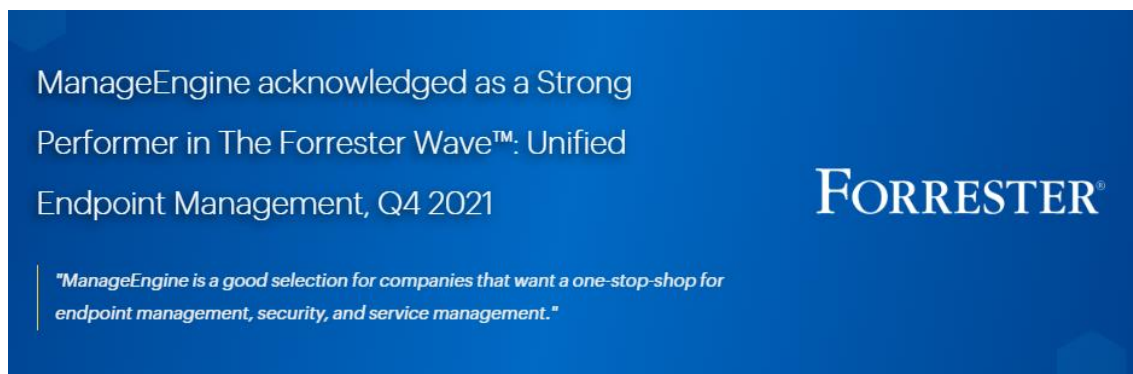 ManageEngine acknowledged as a Strong
Performer in The Forrester Wave™: Unified
Endpoint Management, Q4 2021
FORRESTER®
"ManageEngine is a good selection for companies that want a one-stop-shop for
endpoint management, security, and service management."